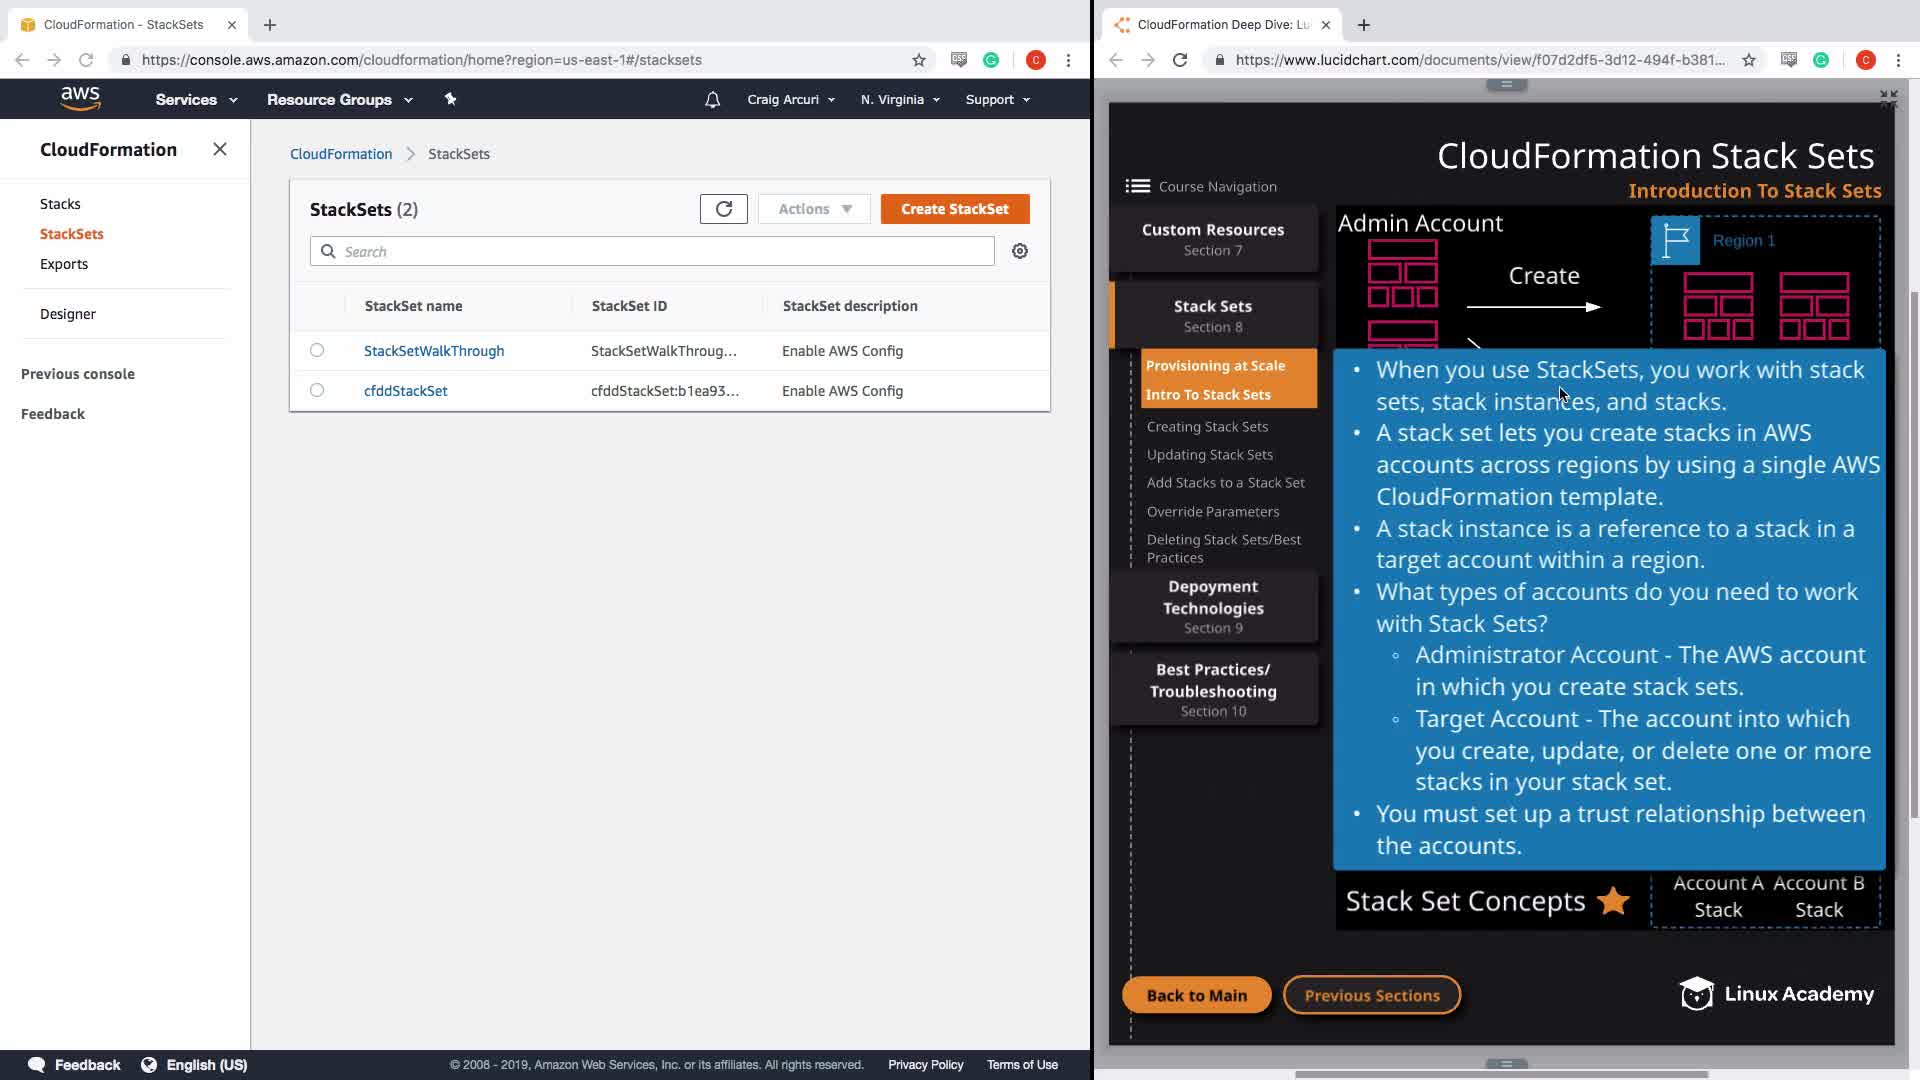 CloudFormation - StackSets
https://console.aws.amazon.com/cloudformation/home?region=us-east-1#/stacksets
C
aws
Services
Resource Groups
Craig Arcuri
N. Virginia
Support
CloudFormation
Stacks
StackSets
Exports
Designer
Previous console
Feedback
CloudFormation
StackSets
StackSets (2)
Actions
Create StackSet
Search
StackSet name StackSet ID StackSet description
StackSetWalkThrough StackSetWalkThroug... Enable AWS Config
cfddStackSet cfddStackSet:b1ea93... Enable AWS Config
Feedback
English (US)
© 2008 - 2019, Amazon Web Services, Inc. or its affiliates. All rights reserved.
Privacy Policy
Terms of Use
CloudFormation Deep Dive: Lu
https://www.lucidchart.com/documents/view/f07d2df5-3d12-494f-b381...
C
CloudFormation Stack Sets
Introduction To Stack Sets
Course Navigation
Custom Resources
Section 7
Stack Sets
Section 8
Provisioning at Scale
Intro To Stack Sets
Creating Stack Sets
Updating Stack Sets
Add Stacks to a Stack Set
Override Parameters
Deleting Stack Sets/Best
Practices
Depoyment
Technologies
Section 9
Best Practices/
Troubleshooting
Section 10
Admin Account
Create
Region 1
• When you use StackSets, you work with stack
sets, stack instances, and stacks.
• A stack set lets you create stacks in AWS
accounts across regions by using a single AWS
CloudFormation template.
• A stack instance is a reference to a stack in a
target account within a region.
• What types of accounts do you need to work
with Stack Sets?
◦ Administrator Account - The AWS account
in which you create stack sets.
◦ Target Account - The account into which
you create, update, or delete one or more
stacks in your stack set.
• You must set up a trust relationship between
the accounts.
Stack Set Concepts
Account A Account B
Stack Stack
Back to Main
Previous Sections
Linux Academy